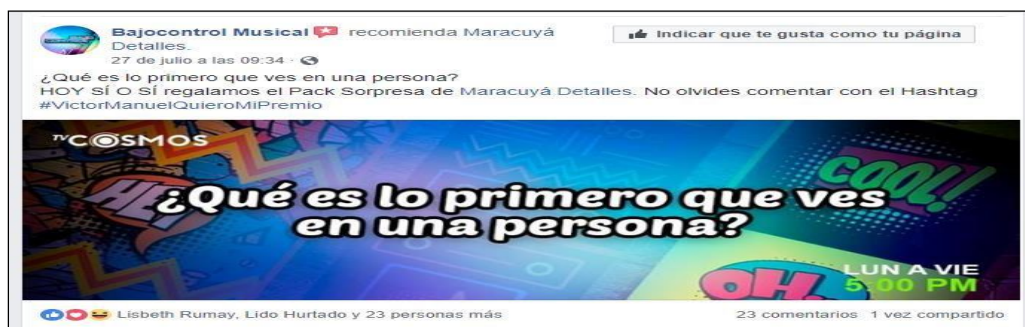 Bajocontrol Musical recomienda Maracuyá
Detalles.
Indicar que te gusta como tu página
27 de julio a las 09:34 ·
¿Qué es lo primero que ves en una persona?
HOY SÍ O SÍ regalamos el Pack Sorpresa de Maracuyá Detalles. No olvides comentar con el Hashtag
#VictorManuelQuieroMiPremio
TVCOSMOS
HEY
COOL!
¿Qué es lo primero que ves
en una persona?
OH.
LUN A VIE
5:00 PM
Lisbeth Rumay, Lido Hurtado y 23 personas más
23 comentarios 1 vez compartido